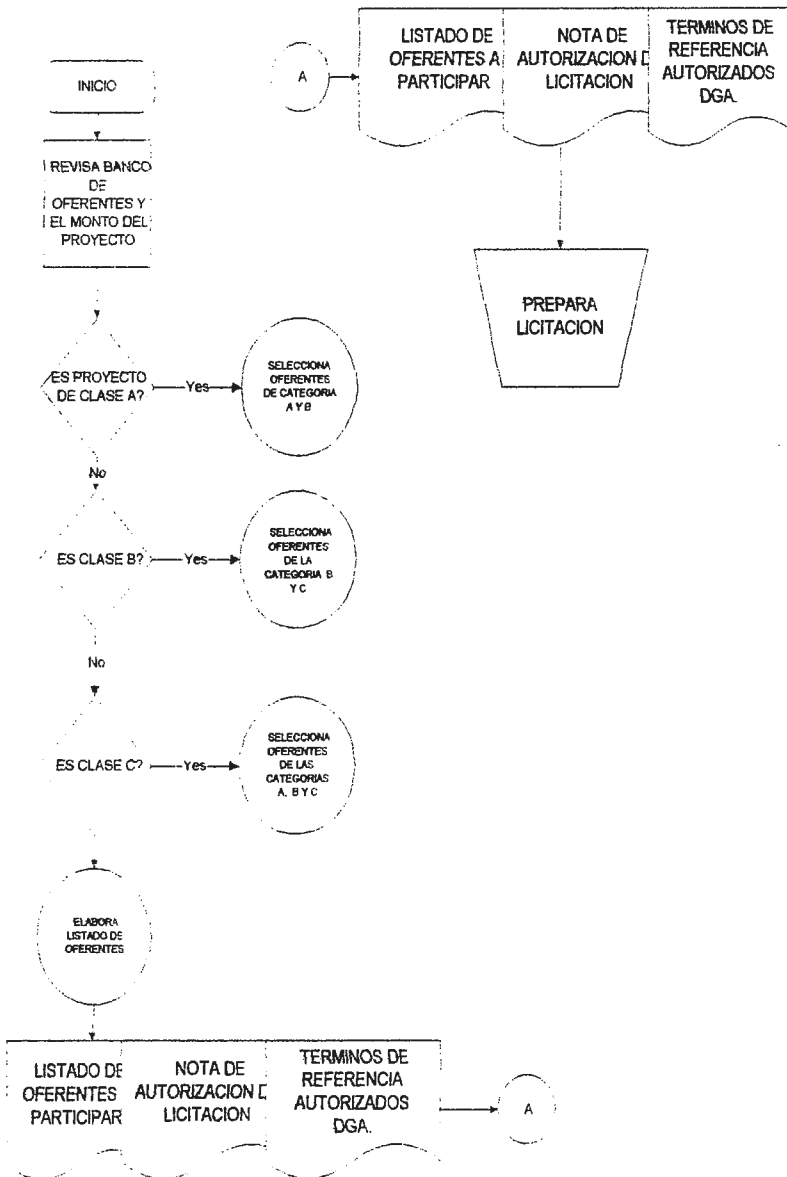 INICIO
REVISA BANCO
DE
OFERENTES Y
EL MONTO DEL
PROYECTO
ES PROYECTO
DE CLASE A?
Yes
SELECCIONA
OFERENTES
DE CATEGORIA
A Y B
No
ES CLASE B?
Yes
SELECCIONA
OFERENTES
DE LA
CATEGORIA B
Y C
No
ES CLASE C?
Yes
SELECCIONA
OFERENTES
DE LAS
CATEGORIAS
A, B Y C
ELABORA
LISTADO DE
OFERENTES
LISTADO DE
OFERENTES
PARTICIPAR
NOTA DE
AUTORIZACION D
LICITACION
TERMINOS DE
REFERENCIA
AUTORIZADOS
DGA.
A
A
LISTADO DE
OFERENTES A
PARTICIPAR
NOTA DE
AUTORIZACION D
LICITACION
TERMINOS DE
REFERENCIA
AUTORIZADOS
DGA.
PREPARA
LICITACION